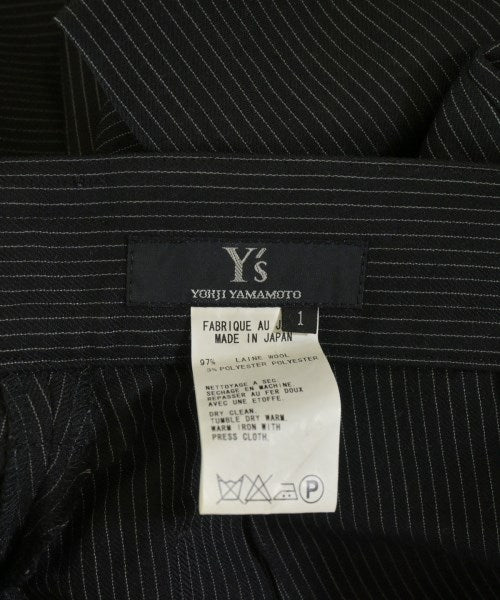 Y's
YOHJI YAMAMOTO
1
FABRIQUE AU J
MADE IN JAPAN
97% LAINE WOOL
3% POLYESTER POLYESTER
NETTOYAGE A SEC
SECHAGE EN MACHINE
REPASSER AU FER DOUX
AVEC UNE ETOFFE.
DRY CLEAN.
TUMBLE DRY WARM.
WARM IRON WITH
PRESS CLOTH.
P